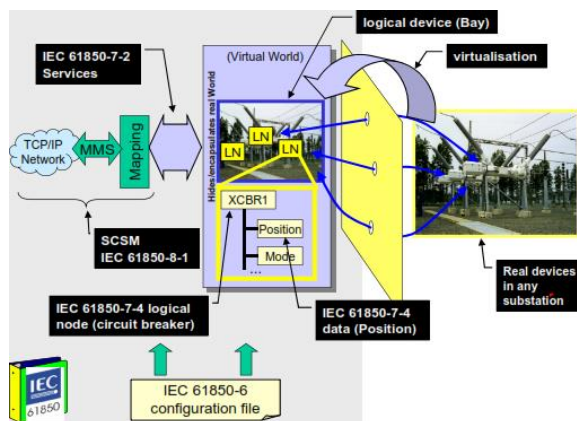 logical device (Bay)
IEC 61850-7-2
Services
(Virtual World)
virtualisation
Hides/encapsulates real World
TCP/IP
Network
MMS
Mapping
LN
LN
LN
XCBR1
Position
Mode
...
SCSM
IEC 61850-8-1
Real devices
in any
substation
IEC 61850-7-4 logical
node (circuit breaker)
IEC 61850-7-4
data (Position)
IEC 61850-6
configuration file
IEC
61850